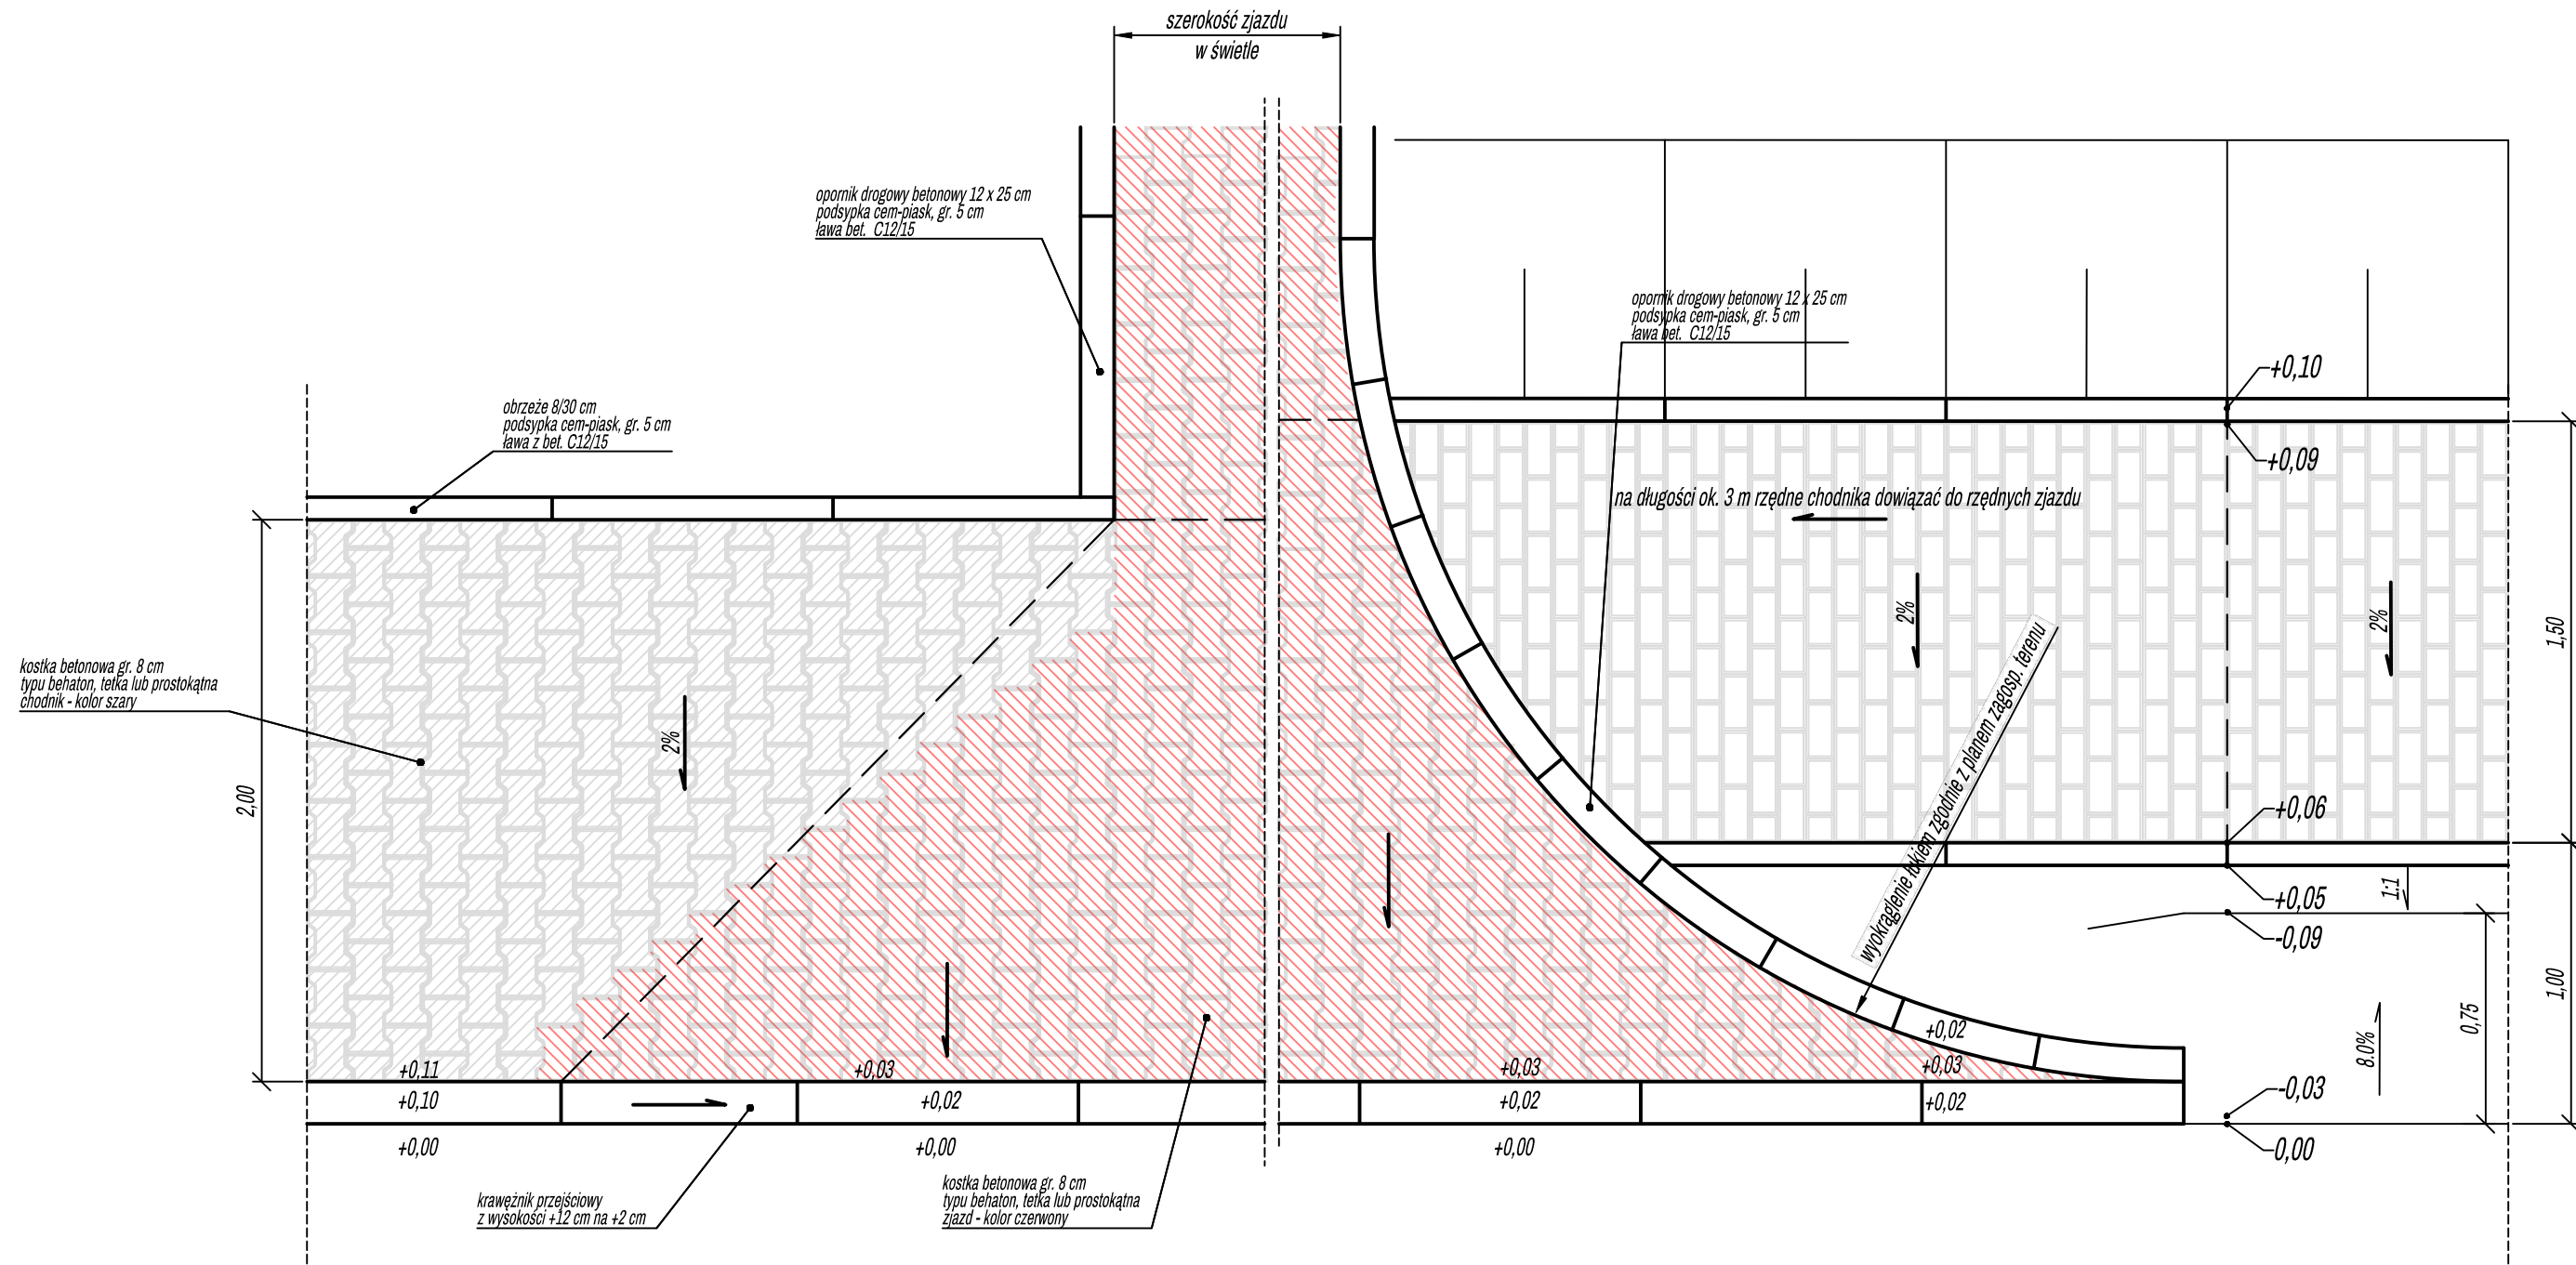 szerokość zjazdu
w świetle
opornik drogowy betonowy 12 x 25 cm
podsypka cem-piask, gr. 5 cm
ława bet. C12/15
opornik drogowy betonowy 12 x 25 cm
podsypka cem-piask, gr. 5 cm
ława bet. C12/15
+0,10
obrzeże 8/30 cm
podsypka cem-piask, gr. 5 cm
ława z bet. C12/15
+0,09
na długości ok. 3 m rzędne chodnika dowiązać do rzędnych zjazdu
2%
2%
1,50
kostka betonowa gr. 8 cm
typu behaton, tetka lub prostokątna
chodnik - kolor szary
2%
2,00
wyokrąglenie łukiem zgodnie z planem zagosp. terenu
+0,06
+0,05
1:1
-0,09
1,00
0,75
8.0%
+0,02
+0,03
+0,11
+0,03
+0,03
+0,10
+0,02
+0,02
+0,02
-0,03
+0,00
+0,00
+0,00
0,00
krawężnik przejściowy
z wysokości +12 cm na +2 cm
kostka betonowa gr. 8 cm
typu behaton, tetka lub prostokątna
zjazd - kolor czerwony